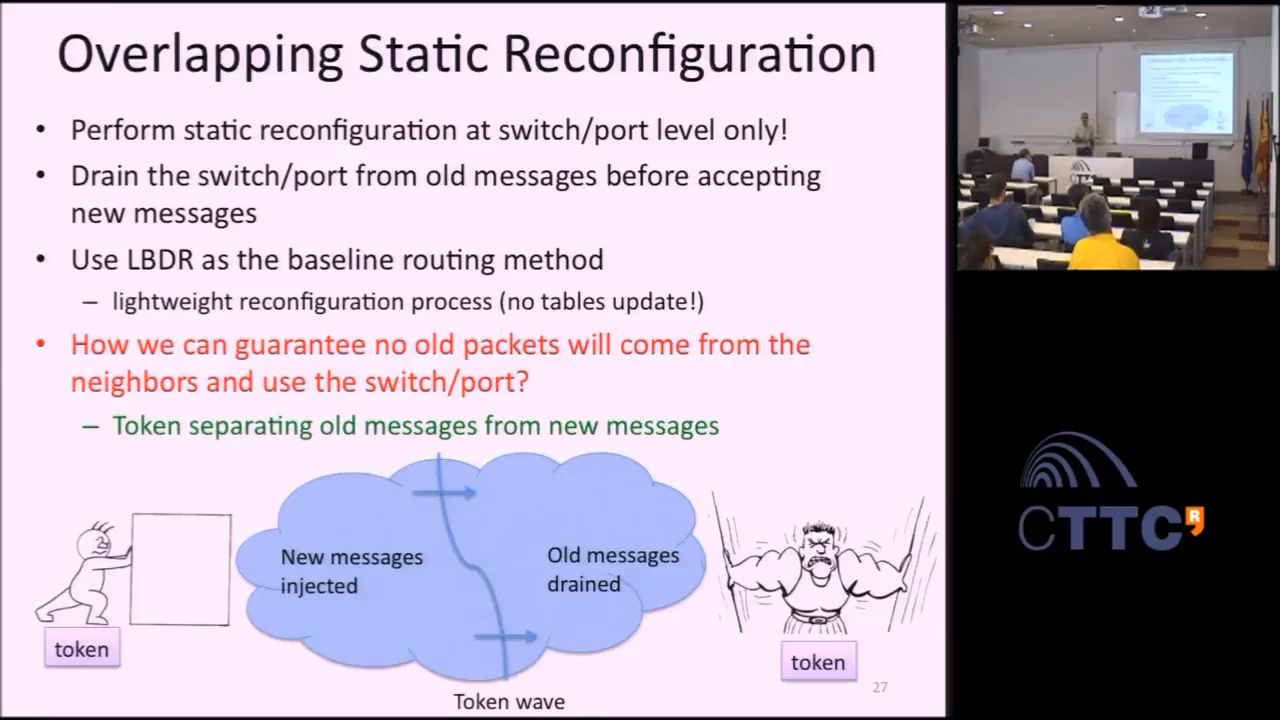 Overlapping Static Reconfiguration
• Perform static reconfiguration at switch/port level only!
• Drain the switch/port from old messages before accepting
new messages
• Use LBDR as the baseline routing method
– lightweight reconfiguration process (no tables update!)
• How we can guarantee no old packets will come from the
neighbors and use the switch/port?
– Token separating old messages from new messages
New messages
injected
Old messages
drained
token
token
Token wave
27
CTTC
R